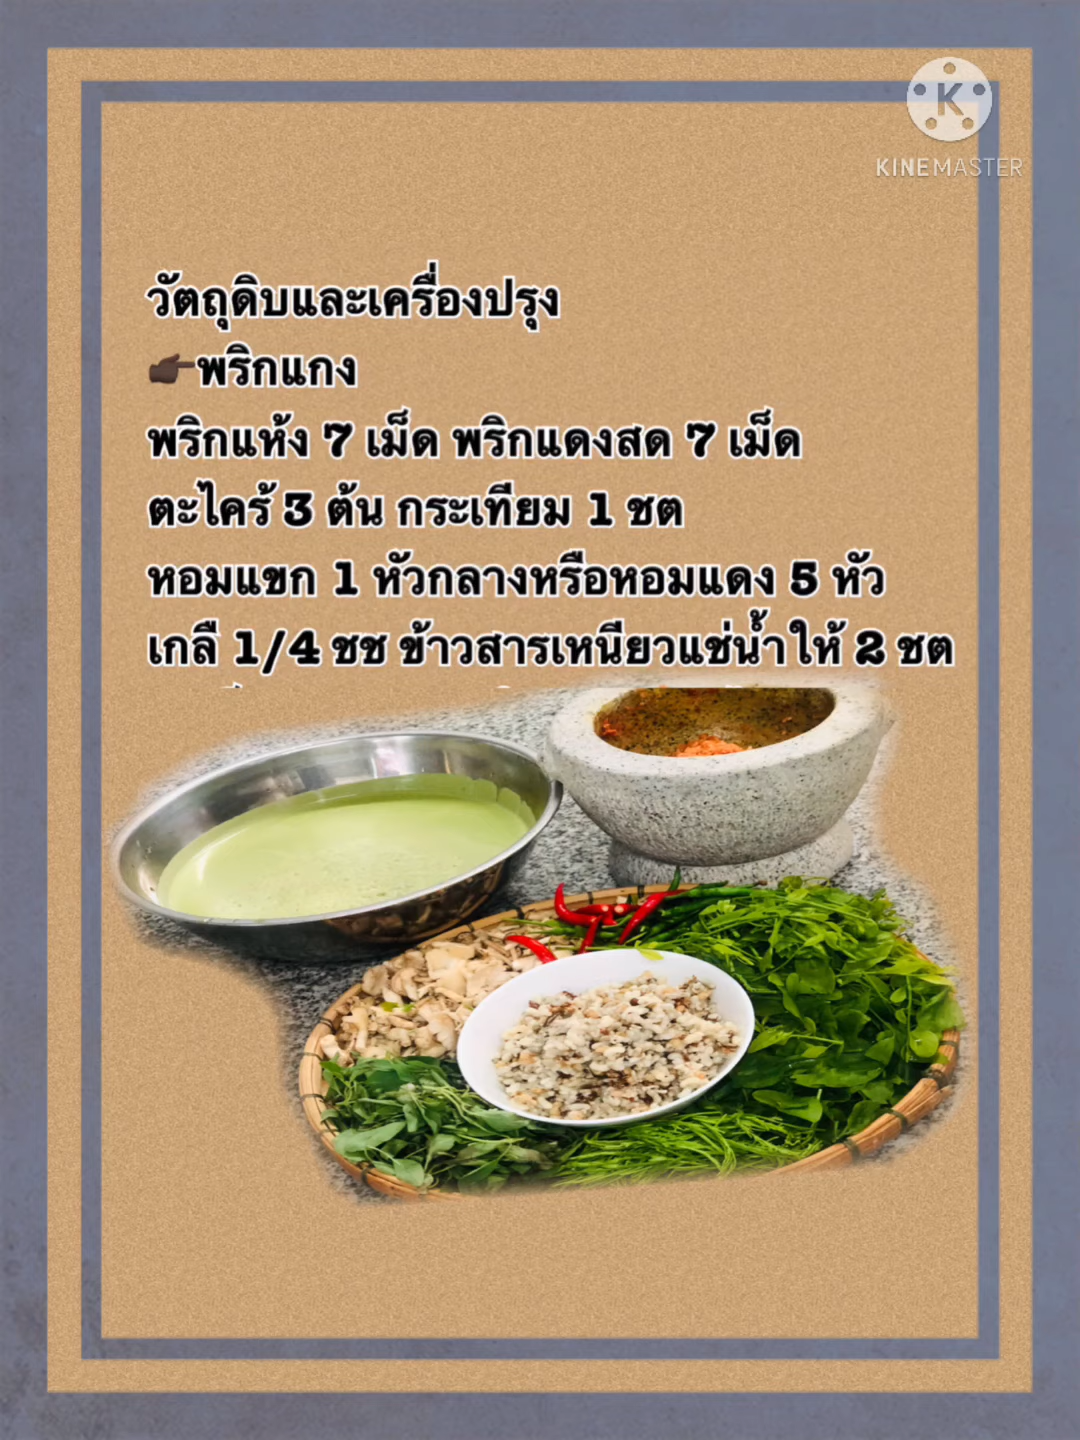 K
KINEMASTER
วัตถุดิบและเครื่องปรุง
👉🏿พริกแกง
พริกแห้ง 7 เม็ด พริกแดงสด 7 เม็ด
ตะไคร้ 3 ต้น กระเทียม 1 ชต
หอมแขก 1 หัวกลางหรือหอมแดง 5 หัว
เกลื 1/4 ชช ข้าวสารเหนียวแช่น้ำให้ 2 ชต